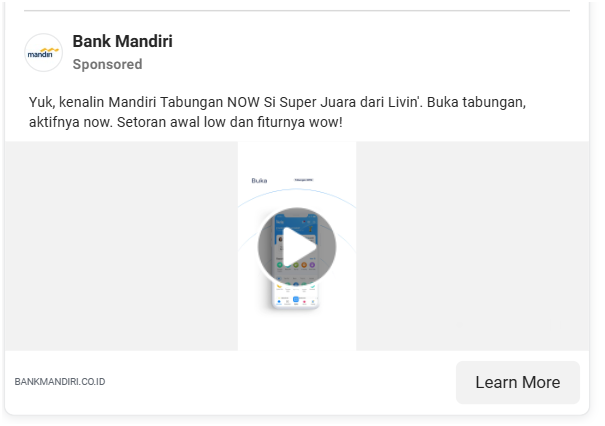 mandiri
Bank Mandiri
Sponsored
Yuk, kenalin Mandiri Tabungan NOW Si Super Juara dari Livin'. Buka tabungan,
aktifnya now. Setoran awal low dan fiturnya wow!
Buka
BANKMANDIRI.CO.ID
Learn More